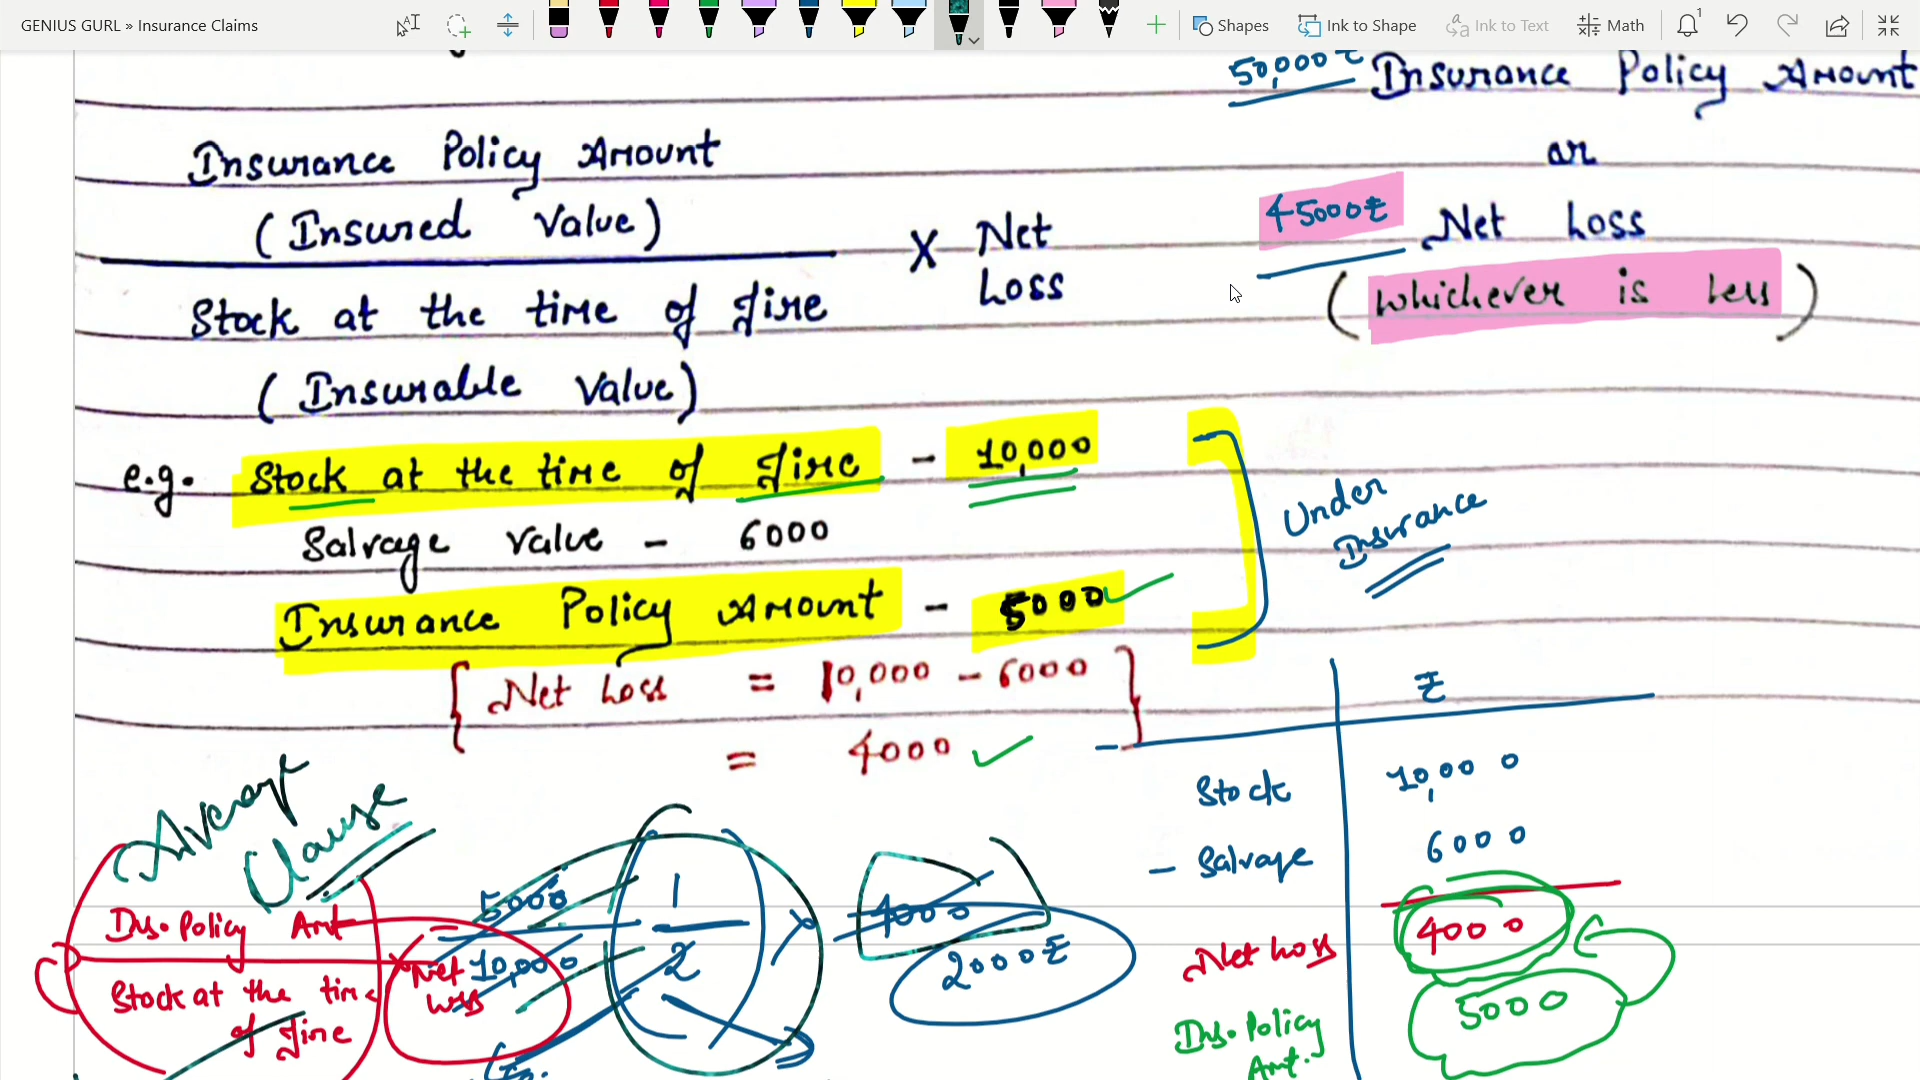 GENIUS GURL » Insurance Claims
Shapes
Ink to Shape
Ink to Text
Math
1
50,000 ₹ Insurance Policy Amount
or
45000₹ Net Loss
(Whichever is less)
Insurance Policy Amount
(Insured Value)
X Net
Loss
Stock at the time of fire
(Insurable Value)
e.g. Stock at the time of fire - 10,000
Salvage Value - 6000
Insurance Policy Amount - 5000
Under
Insurance
{ Net Loss = 10,000 - 6000 }
= 4000
₹
Stock 10,000
- Salvage 6000
Net Loss 4000
Ins. Policy
Amt.
5000
Average
Clause
Ins. Policy Amt
Stock at the time
of fire
X Net
Loss
5000
10,000
1
2
X 4000
2000₹